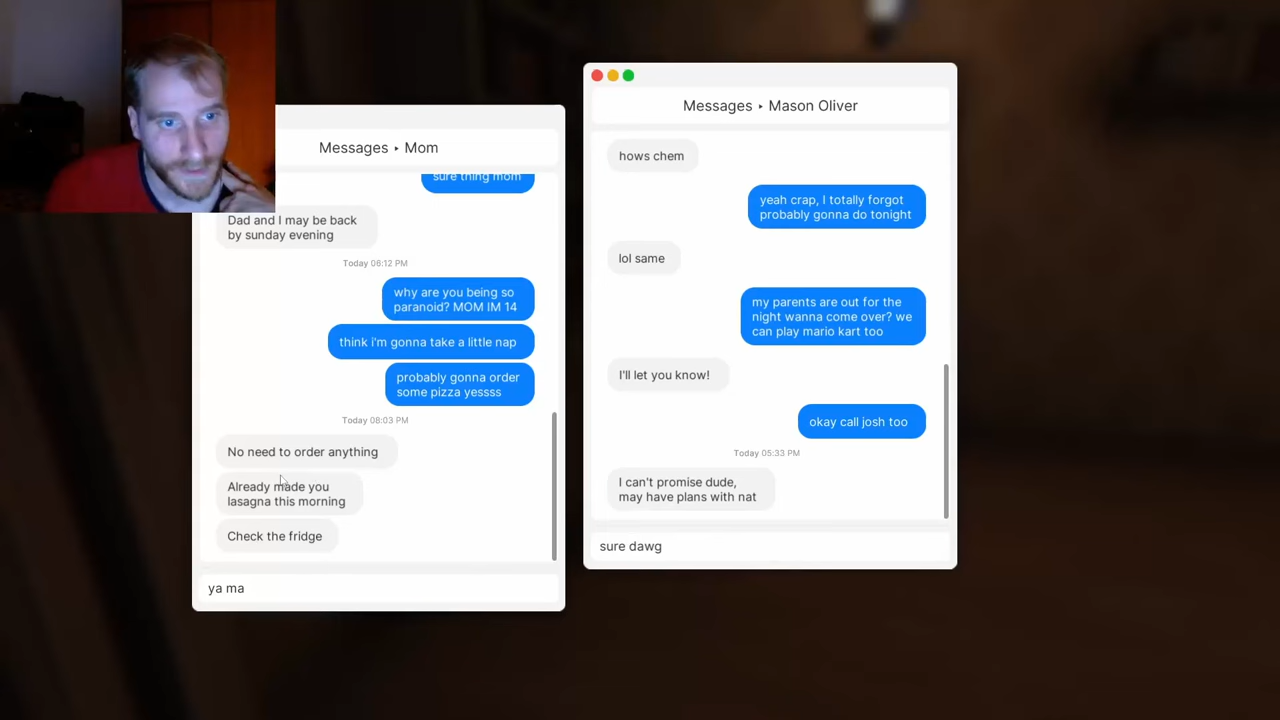 Messages ▸ Mom
sure thing mom
Dad and I may be back
by sunday evening
Today 06:12 PM
why are you being so
paranoid? MOM IM 14
think i'm gonna take a little nap
probably gonna order
some pizza yessss
Today 08:03 PM
No need to order anything
Already made you
lasagna this morning
Check the fridge
ya ma
Messages ▸ Mason Oliver
hows chem
yeah crap, I totally forgot
probably gonna do tonight
lol same
my parents are out for the
night wanna come over? we
can play mario kart too
I'll let you know!
okay call josh too
Today 05:33 PM
I can't promise dude,
may have plans with nat
sure dawg